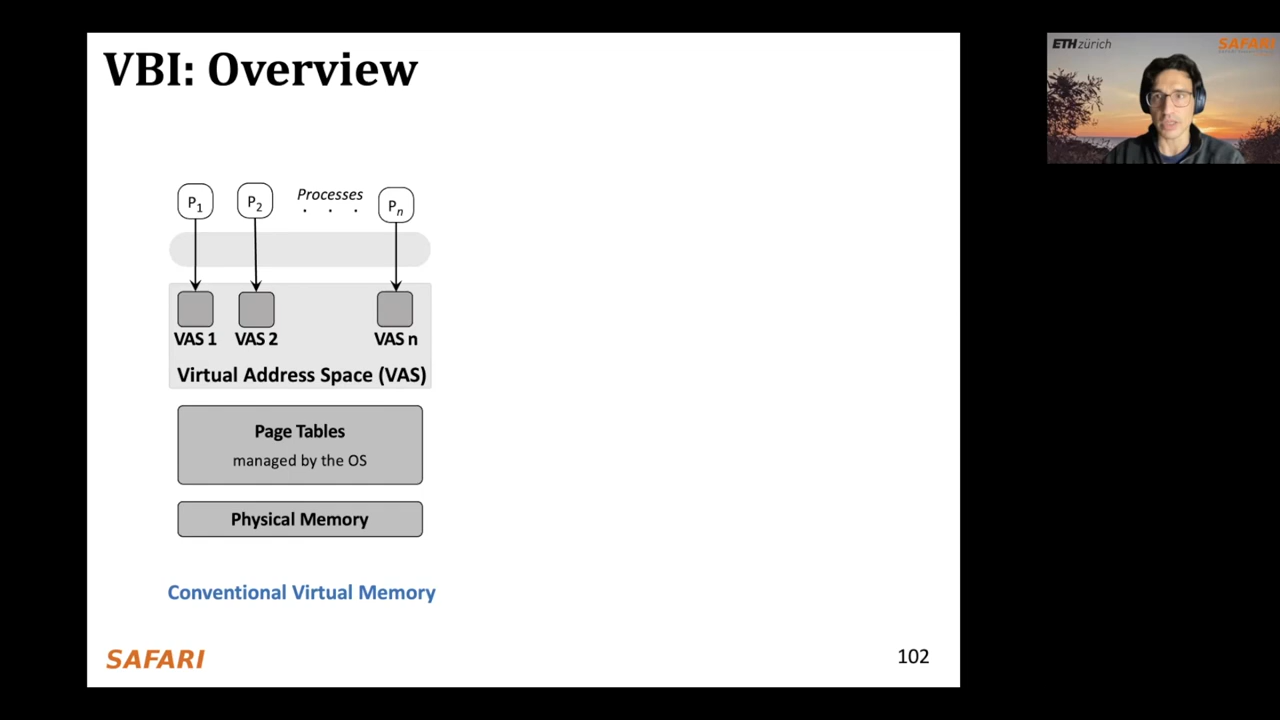 VBI: Overview
ETH zürich
SAFARI
Processes
P1 P2 . . . Pn
VAS 1 VAS 2 VAS n
Virtual Address Space (VAS)
Page Tables
managed by the OS
Physical Memory
Conventional Virtual Memory
SAFARI
102